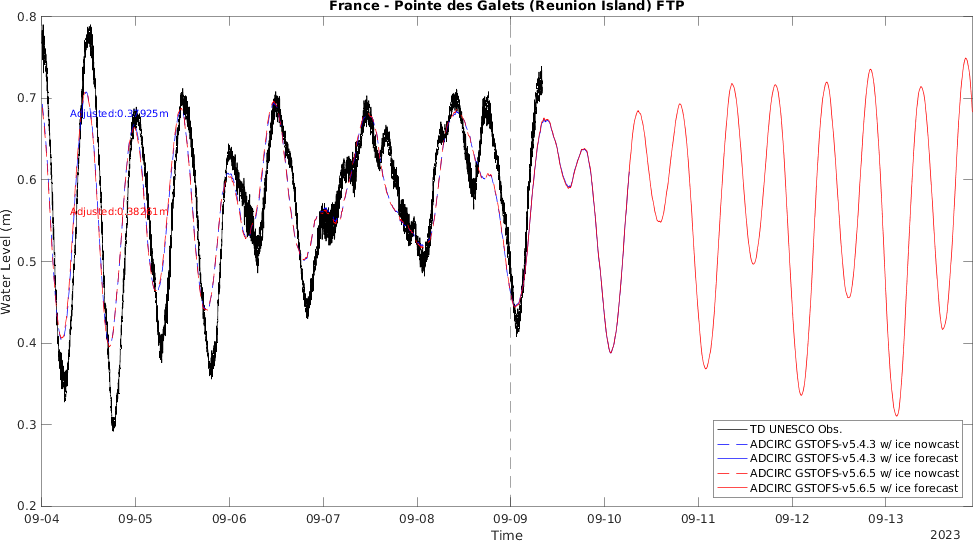 France - Pointe des Galets (Reunion Island) FTP
0.8
0.7
0.6
0.5
0.4
0.3
0.2
Water Level (m)
09-04
09-05
09-06
09-07
09-08
09-09
09-10
09-11
09-12
09-13
Time
2023
TD UNESCO Obs.
ADCIRC GSTOFS-v5.4.3 w/ ice nowcast
ADCIRC GSTOFS-v5.4.3 w/ ice forecast
ADCIRC GSTOFS-v5.6.5 w/ ice nowcast
ADCIRC GSTOFS-v5.6.5 w/ ice forecast